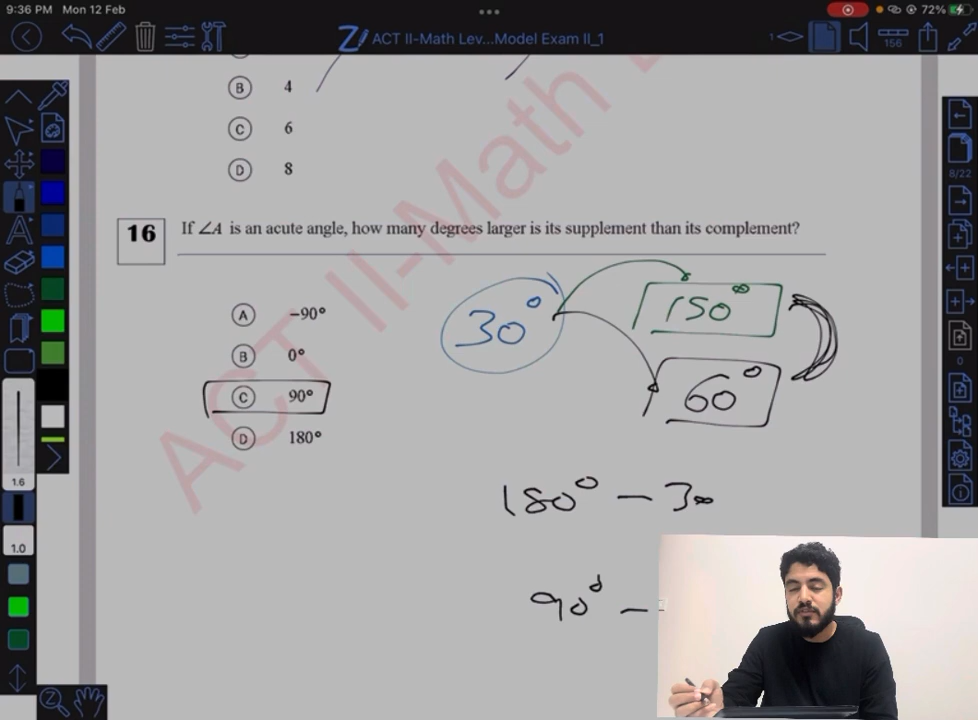 9:36 PM Mon 12 Feb
72%
ACT II-Math Lev...Model Exam II_1
1
156
B 4
C 6
D 8
8/22
16 If ∠A is an acute angle, how many degrees larger is its supplement than its complement?
A −90°
B 0°
C 90°
D 180°
30°
150°
60°
180° − 30
90° −
ACT II-Math
1.6
1.0
0